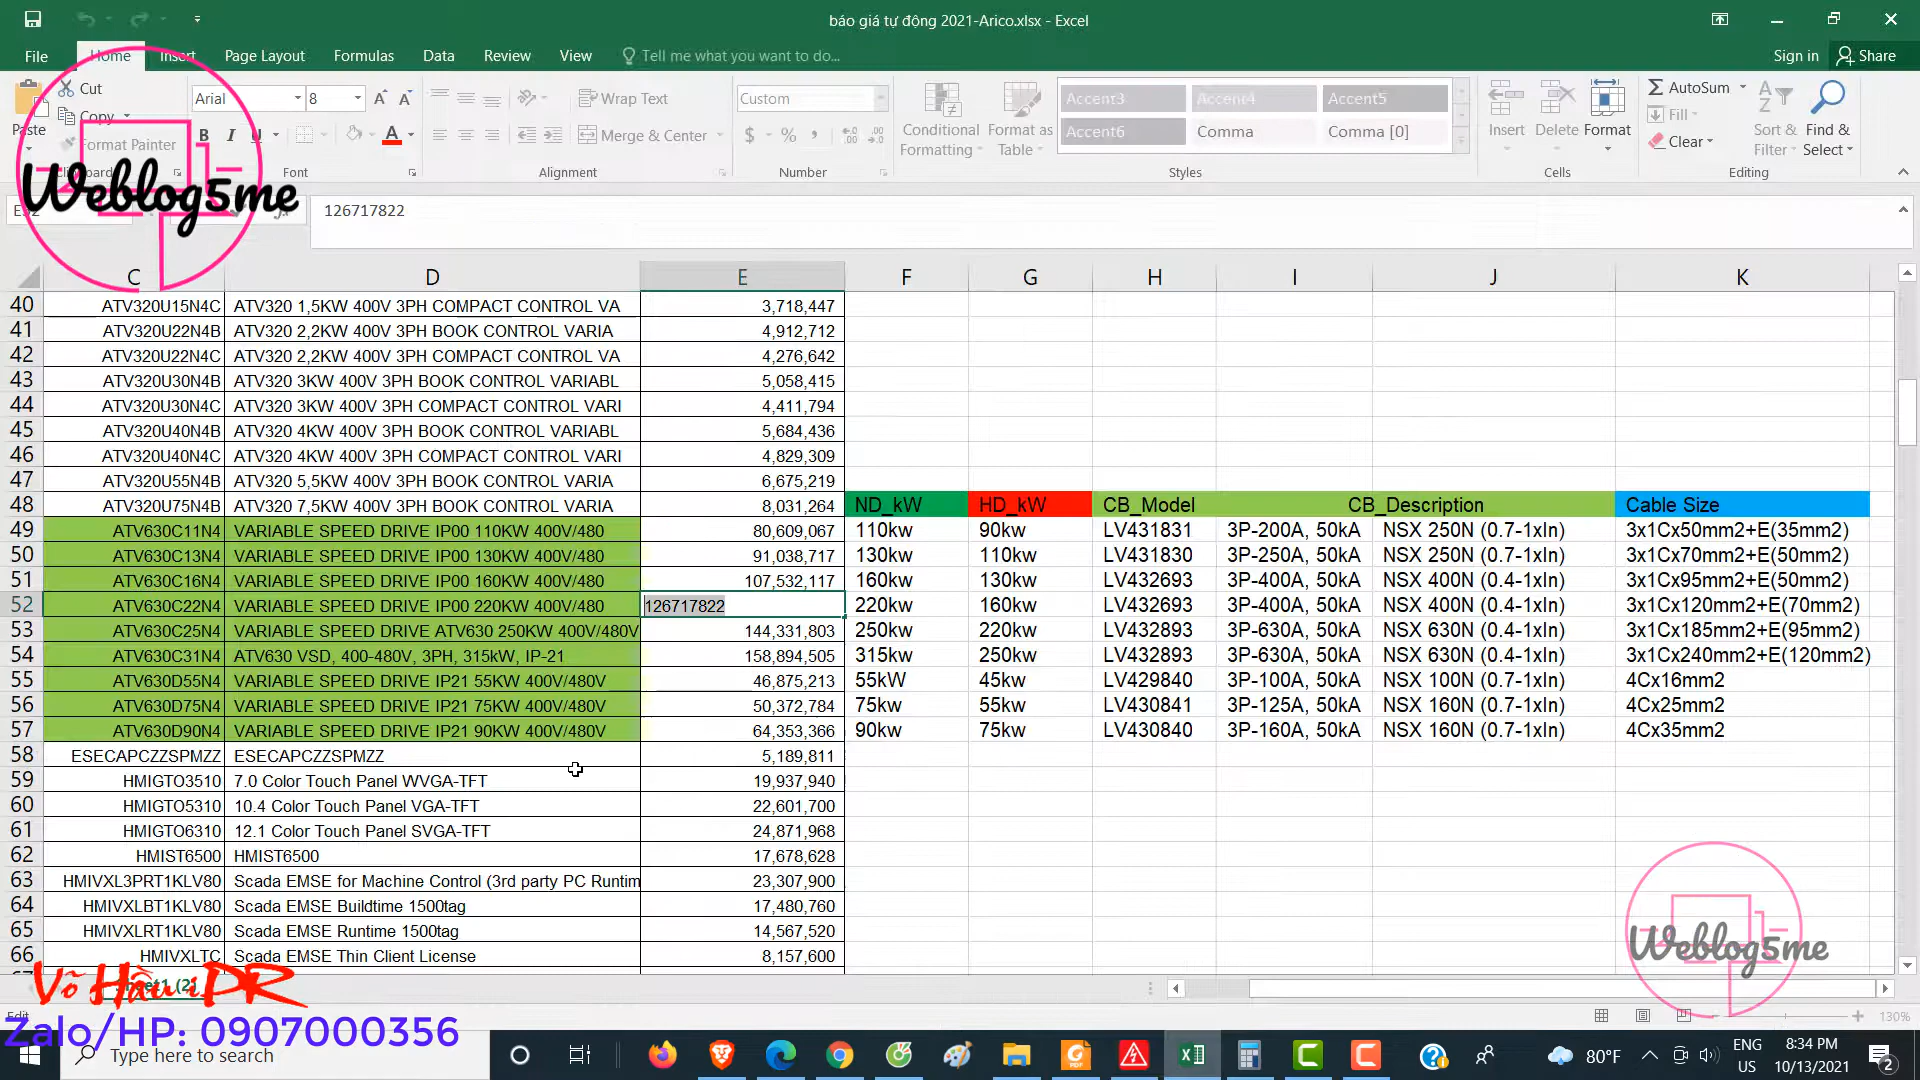 báo giá tự động 2021-Arico.xlsx - Excel
File Home Insert Page Layout Formulas Data Review View Tell me what you want to do... Sign in Share
Cut
Copy
Format Painter
Paste
Arial 8
B I U A
Wrap Text
Merge & Center
Custom
$ % ,
Conditional Formatting
Format as Table
Accent3 Accent4 Accent5
Accent6 Comma Comma [0]
Insert Delete Format
AutoSum
Fill
Clear
Sort & Filter
Find & Select
Font Alignment Number Styles Cells Editing
Weblog5me
126717822
C D E F G H I J K
40 ATV320U15N4C ATV320 1,5KW 400V 3PH COMPACT CONTROL VA 3,718,447
41 ATV320U22N4B ATV320 2,2KW 400V 3PH BOOK CONTROL VARIA 4,912,712
42 ATV320U22N4C ATV320 2,2KW 400V 3PH COMPACT CONTROL VA 4,276,642
43 ATV320U30N4B ATV320 3KW 400V 3PH BOOK CONTROL VARIABL 5,058,415
44 ATV320U30N4C ATV320 3KW 400V 3PH COMPACT CONTROL VARI 4,411,794
45 ATV320U40N4B ATV320 4KW 400V 3PH BOOK CONTROL VARIABL 5,684,436
46 ATV320U40N4C ATV320 4KW 400V 3PH COMPACT CONTROL VARI 4,829,309
47 ATV320U55N4B ATV320 5,5KW 400V 3PH BOOK CONTROL VARIA 6,675,219
48 ATV320U75N4B ATV320 7,5KW 400V 3PH BOOK CONTROL VARIA 8,031,264 ND_kW HD_kW CB_Model CB_Description Cable Size
49 ATV630C11N4 VARIABLE SPEED DRIVE IP00 110KW 400V/480 80,609,067 110kw 90kw LV431831 3P-200A, 50kA NSX 250N (0.7-1xIn) 3x1Cx50mm2+E(35mm2)
50 ATV630C13N4 VARIABLE SPEED DRIVE IP00 130KW 400V/480 91,038,717 130kw 110kw LV431830 3P-250A, 50kA NSX 250N (0.7-1xIn) 3x1Cx70mm2+E(50mm2)
51 ATV630C16N4 VARIABLE SPEED DRIVE IP00 160KW 400V/480 107,532,117 160kw 130kw LV432693 3P-400A, 50kA NSX 400N (0.4-1xIn) 3x1Cx95mm2+E(50mm2)
52 ATV630C22N4 VARIABLE SPEED DRIVE IP00 220KW 400V/480 126717822 220kw 160kw LV432693 3P-400A, 50kA NSX 400N (0.4-1xIn) 3x1Cx120mm2+E(70mm2)
53 ATV630C25N4 VARIABLE SPEED DRIVE ATV630 250KW 400V/480V 144,331,803 250kw 220kw LV432893 3P-630A, 50kA NSX 630N (0.4-1xIn) 3x1Cx185mm2+E(95mm2)
54 ATV630C31N4 ATV630 VSD, 400-480V, 3PH, 315kW, IP-21 158,894,505 315kw 250kw LV432893 3P-630A, 50kA NSX 630N (0.4-1xIn) 3x1Cx240mm2+E(120mm2)
55 ATV630D55N4 VARIABLE SPEED DRIVE IP21 55KW 400V/480V 46,875,213 55kW 45kw LV429840 3P-100A, 50kA NSX 100N (0.7-1xIn) 4Cx16mm2
56 ATV630D75N4 VARIABLE SPEED DRIVE IP21 75KW 400V/480V 50,372,784 75kw 55kw LV430841 3P-125A, 50kA NSX 160N (0.7-1xIn) 4Cx25mm2
57 ATV630D90N4 VARIABLE SPEED DRIVE IP21 90KW 400V/480V 64,353,366 90kw 75kw LV430840 3P-160A, 50kA NSX 160N (0.7-1xIn) 4Cx35mm2
58 ESECAPCZZSPMZZ ESECAPCZZSPMZZ 5,189,811
59 HMIGTO3510 7.0 Color Touch Panel WVGA-TFT 19,937,940
60 HMIGTO5310 10.4 Color Touch Panel VGA-TFT 22,601,700
61 HMIGTO6310 12.1 Color Touch Panel SVGA-TFT 24,871,968
62 HMIST6500 HMIST6500 17,678,628
63 HMIVXL3PRT1KLV80 Scada EMSE for Machine Control (3rd party PC Runtim 23,307,900
64 HMIVXLBT1KLV80 Scada EMSE Buildtime 1500tag 17,480,760
65 HMIVXLRT1KLV80 Scada EMSE Runtime 1500tag 14,567,520
66 HMIVXLTC Scada EMSE Thin Client License 8,157,600
Weblog5me
Võ Hầu iDR
Zalo/HP: 0907000356
130%
Type here to search
80°F
ENG
US
8:34 PM
10/13/2021
2